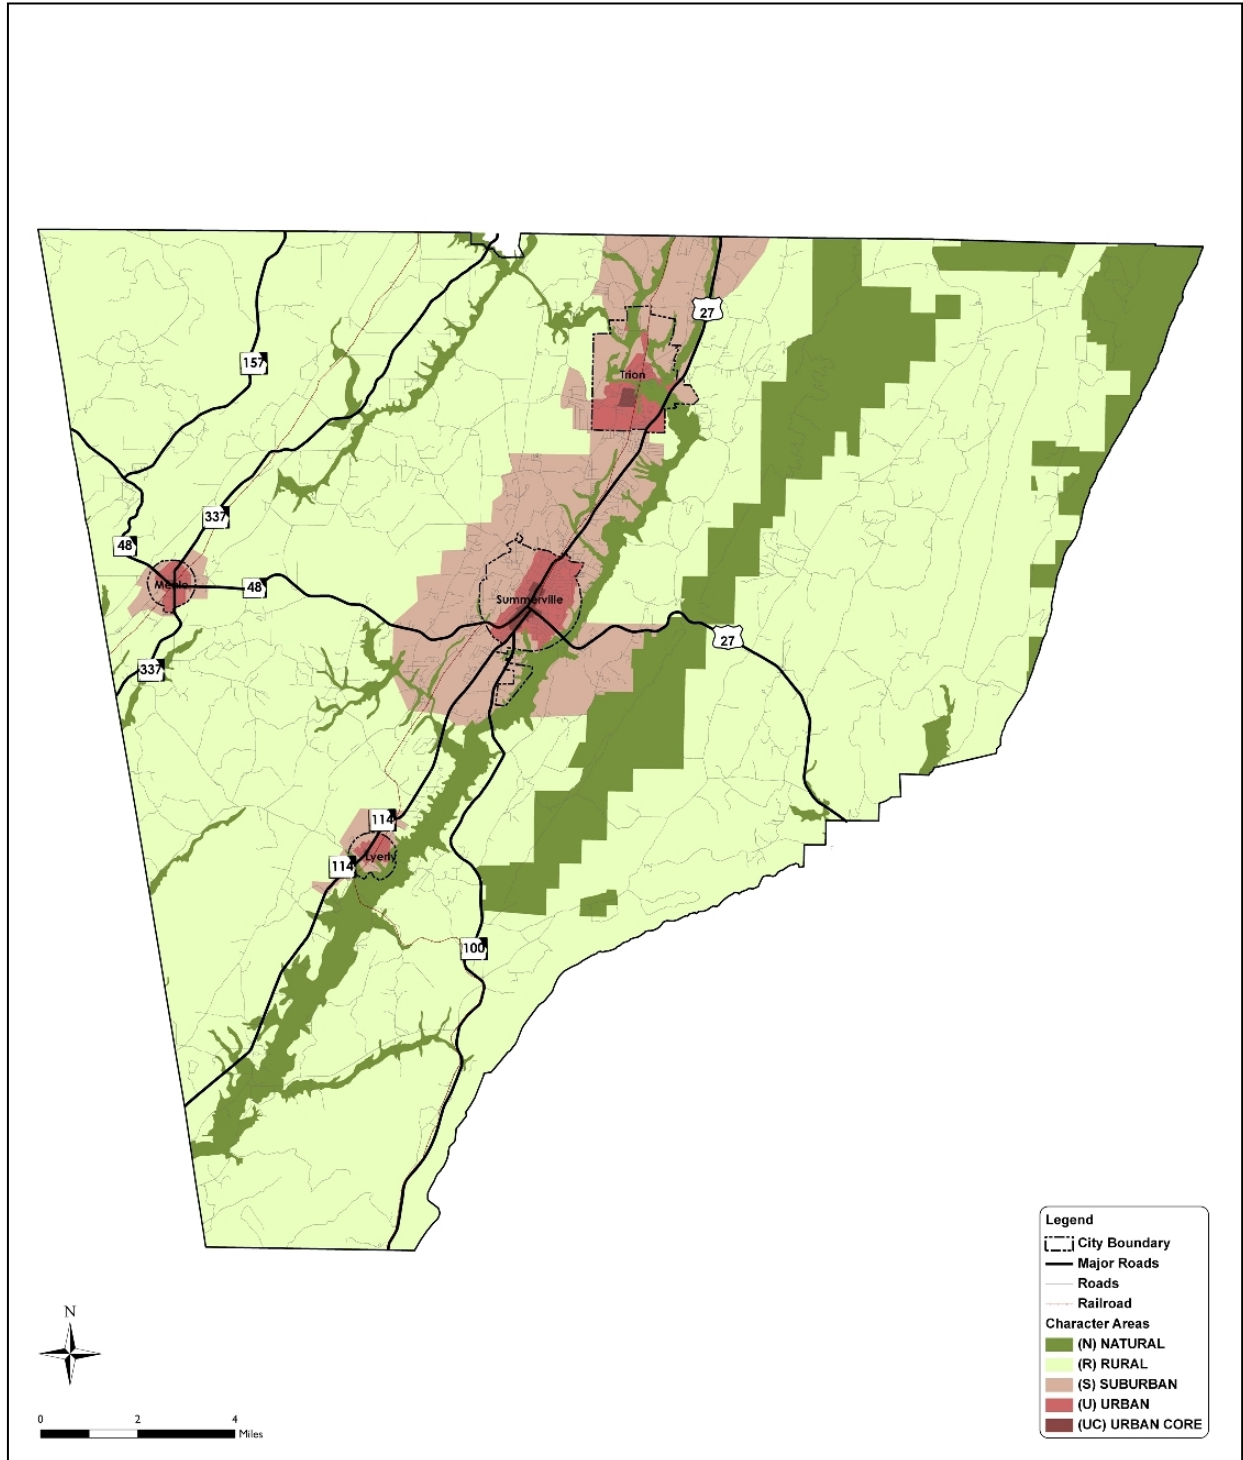 27
157
Trion
337
48
Menlo
48
Summerville
27
337
114
Lyerly
114
100
Legend
City Boundary
Major Roads
Roads
Railroad
Character Areas
(N) NATURAL
(R) RURAL
(S) SUBURBAN
(U) URBAN
(UC) URBAN CORE
N
0 2 4
Miles